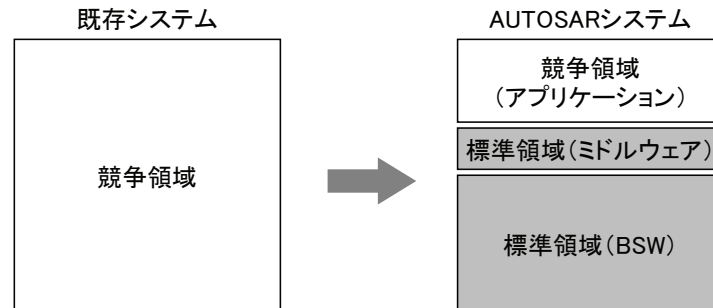 既存システム
AUTOSARシステム
競争領域
競争領域
(アプリケーション)
標準領域(ミドルウェア)
標準領域(BSW)